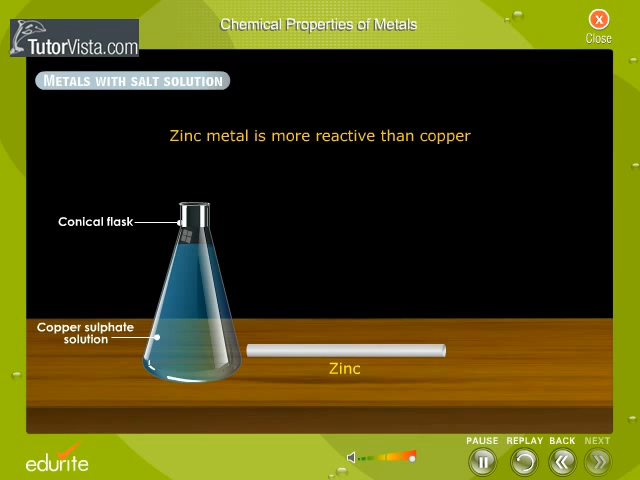 Chemical Properties of Metals
X
Close
TutorVista.com
METALS WITH SALT SOLUTION
Zinc metal is more reactive than copper
Conical flask
Copper sulphate
solution
Zinc
PAUSE REPLAY BACK NEXT
edurite